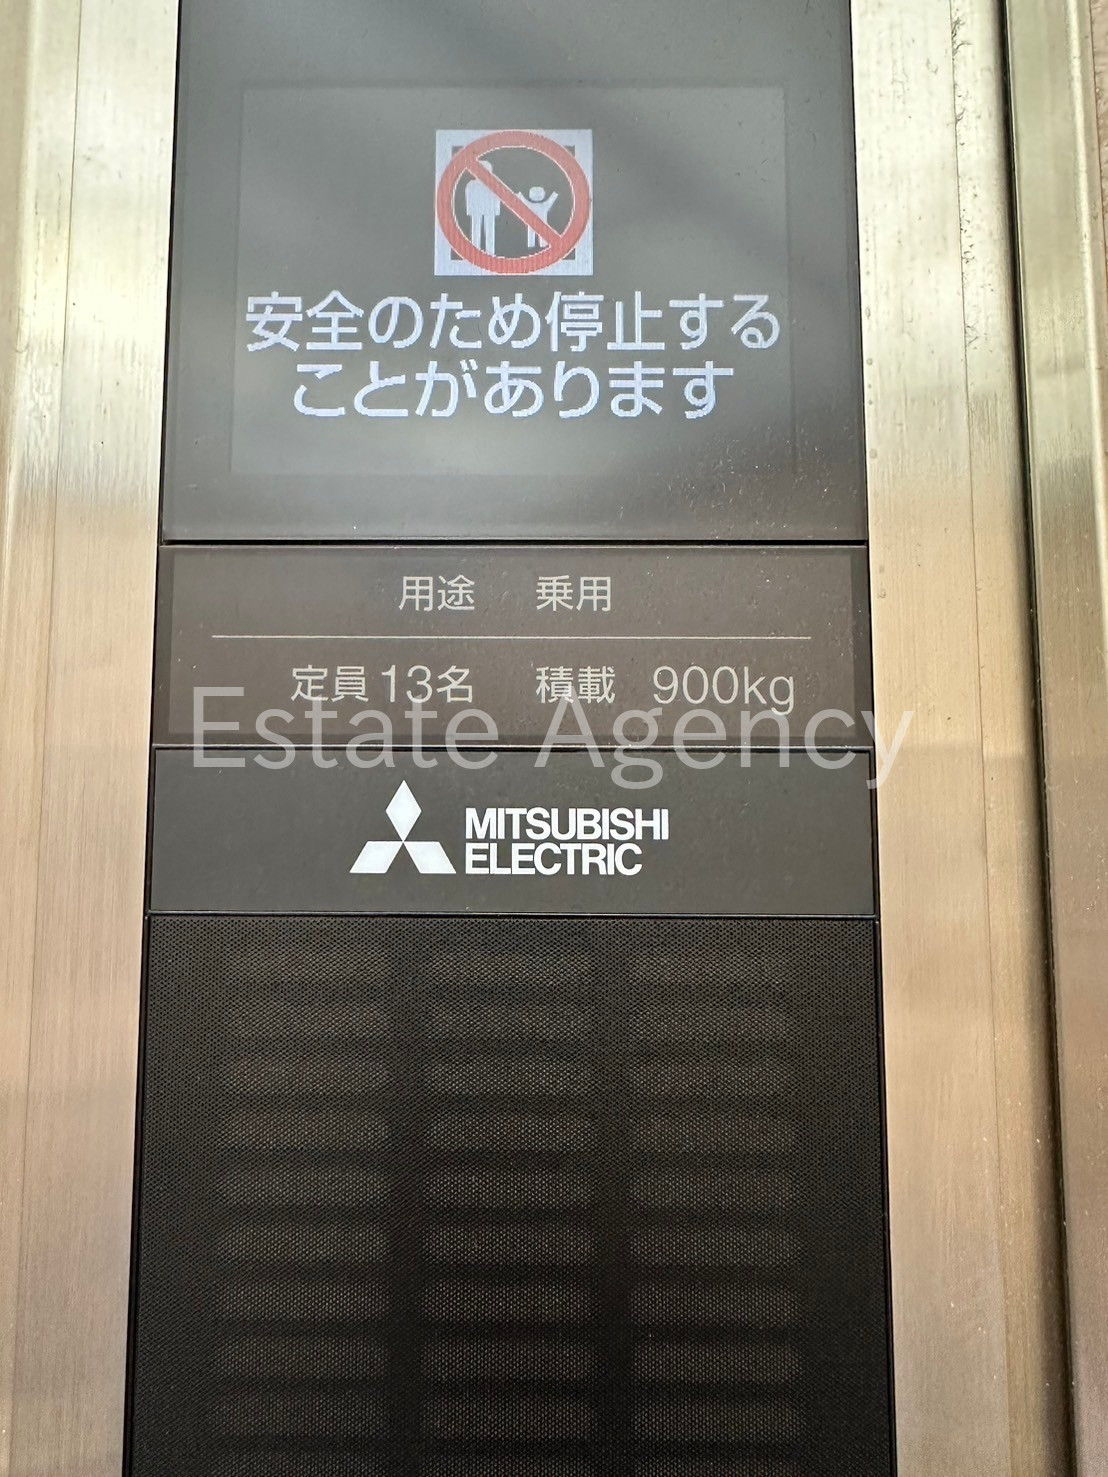 安全のため停止する
ことがあります
用途 乗用
定員13名 積載 900kg
Estate Agency
MITSUBISHI
ELECTRIC